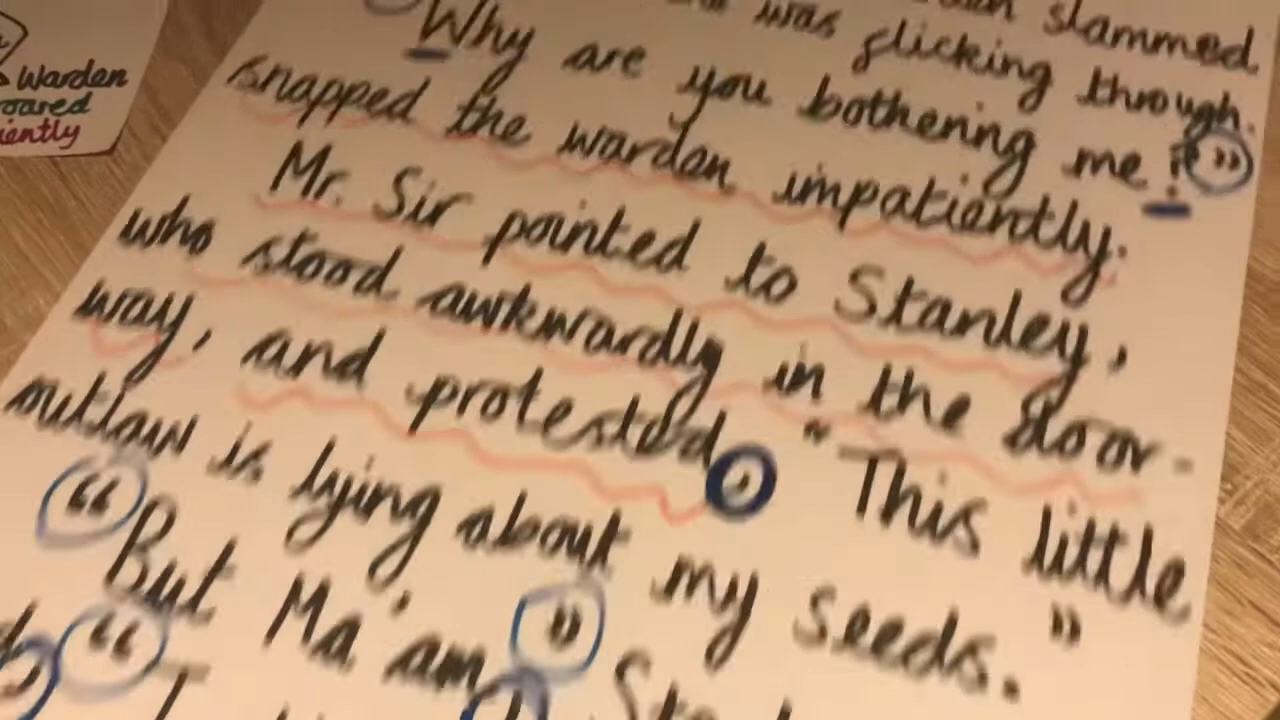 slammed
was flicking through.
"Why are you bothering me?"
snapped the warden impatiently.
Mr. Sir pointed to Stanley,
who stood awkwardly in the door-
way, and protested, "This little
outlaw is lying about my seeds."
"But Ma'am,"
"I
Warden